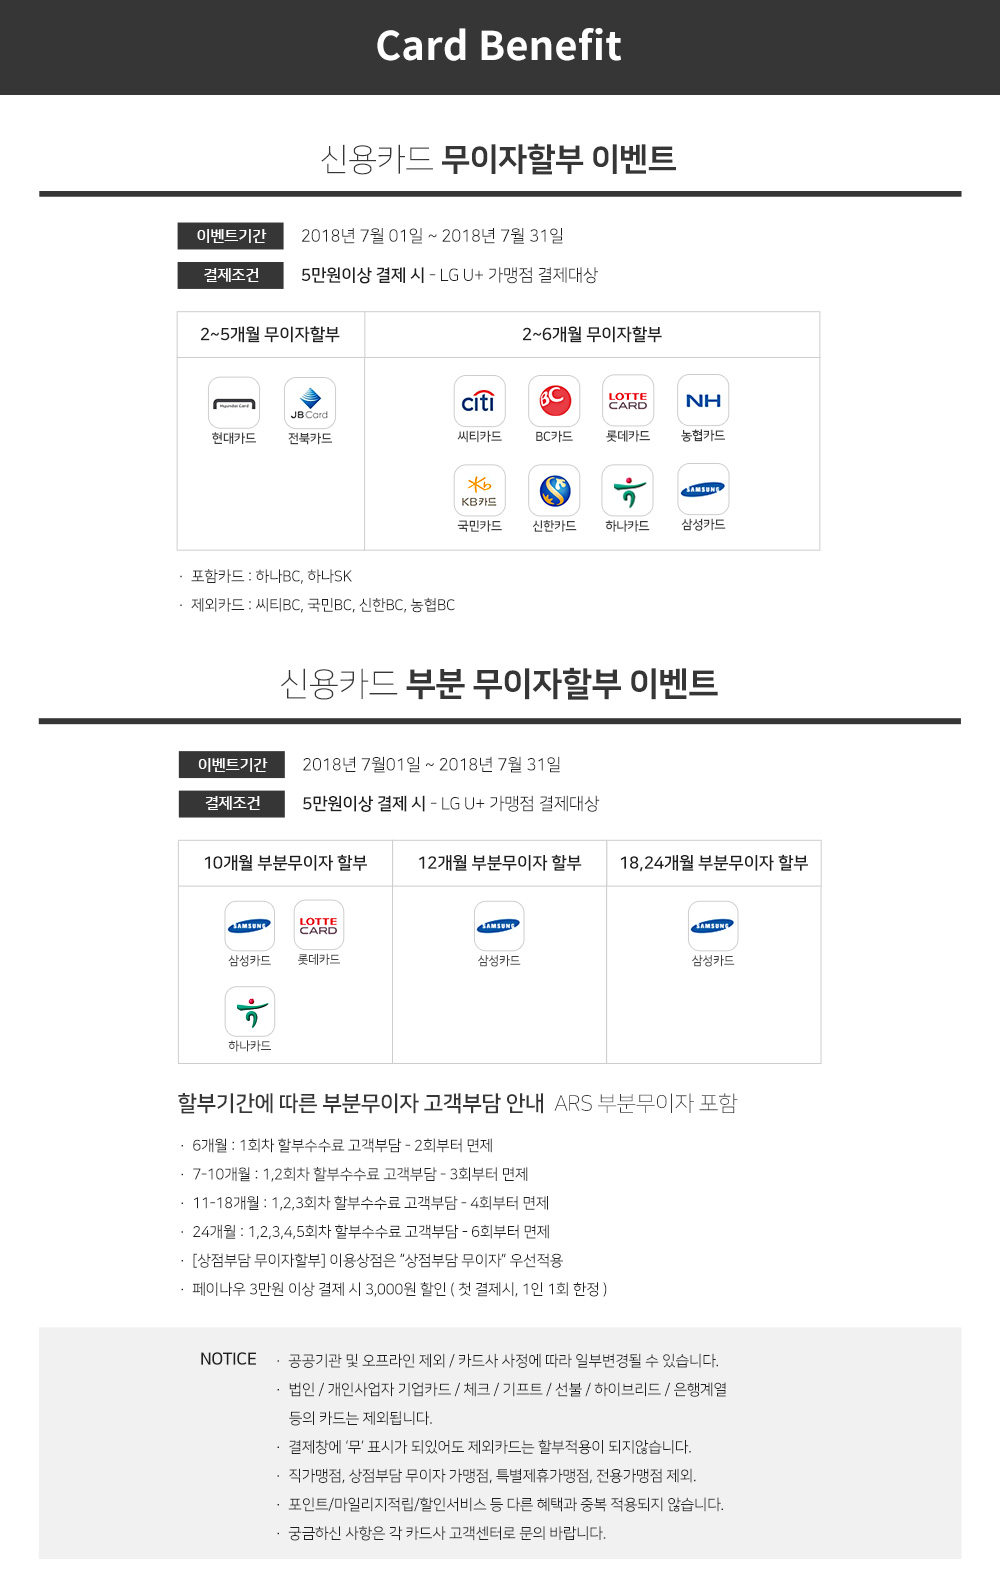 Card Benefit
신용카드 무이자할부 이벤트
이벤트기간 2018년 7월 01일 ~ 2018년 7월 31일
결제조건 5만원이상 결제 시 - LG U+ 가맹점 결제대상
2~5개월 무이자할부 2~6개월 무이자할부
Hyundai Card JB Card citi BC LOTTE CARD NH
현대카드 전북카드 씨티카드 BC카드 롯데카드 농협카드
Kb KB카드 SAMSUNG
국민카드 신한카드 하나카드 삼성카드
· 포함카드 : 하나BC, 하나SK
· 제외카드 : 씨티BC, 국민BC, 신한BC, 농협BC
신용카드 부분 무이자할부 이벤트
이벤트기간 2018년 7월01일 ~ 2018년 7월 31일
결제조건 5만원이상 결제 시 - LG U+ 가맹점 결제대상
10개월 부분무이자 할부 12개월 부분무이자 할부 18,24개월 부분무이자 할부
SAMSUNG LOTTE CARD SAMSUNG SAMSUNG
삼성카드 롯데카드 삼성카드 삼성카드
하나카드
할부기간에 따른 부분무이자 고객부담 안내 ARS 부분무이자 포함
· 6개월 : 1회차 할부수수료 고객부담 - 2회부터 면제
· 7-10개월 : 1,2회차 할부수수료 고객부담 - 3회부터 면제
· 11-18개월 : 1,2,3회차 할부수수료 고객부담 - 4회부터 면제
· 24개월 : 1,2,3,4,5회차 할부수수료 고객부담 - 6회부터 면제
· [상점부담 무이자할부] 이용상점은 "상점부담 무이자" 우선적용
· 페이나우 3만원 이상 결제 시 3,000원 할인 ( 첫 결제시, 1인 1회 한정 )
NOTICE · 공공기관 및 오프라인 제외 / 카드사 사정에 따라 일부변경될 수 있습니다.
· 법인 / 개인사업자 기업카드 / 체크 / 기프트 / 선불 / 하이브리드 / 은행계열
등의 카드는 제외됩니다.
· 결제창에 '무' 표시가 되있어도 제외카드는 할부적용이 되지않습니다.
· 직가맹점, 상점부담 무이자 가맹점, 특별제휴가맹점, 전용가맹점 제외.
· 포인트/마일리지적립/할인서비스 등 다른 혜택과 중복 적용되지 않습니다.
· 궁금하신 사항은 각 카드사 고객센터로 문의 바랍니다.